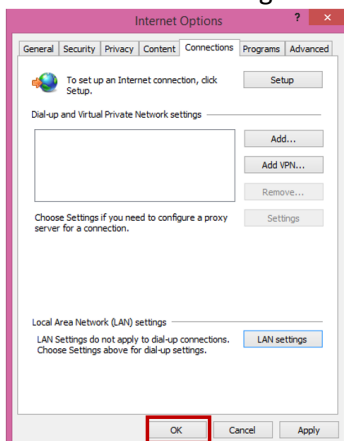 Internet Options
?
×
General Security Privacy Content Connections Programs Advanced
To set up an Internet connection, click
Setup.
Setup
Dial-up and Virtual Private Network settings
Add...
Add VPN...
Remove...
Choose Settings if you need to configure a proxy
server for a connection.
Settings
Local Area Network (LAN) settings
LAN Settings do not apply to dial-up connections.
Choose Settings above for dial-up settings.
LAN settings
OK Cancel Apply